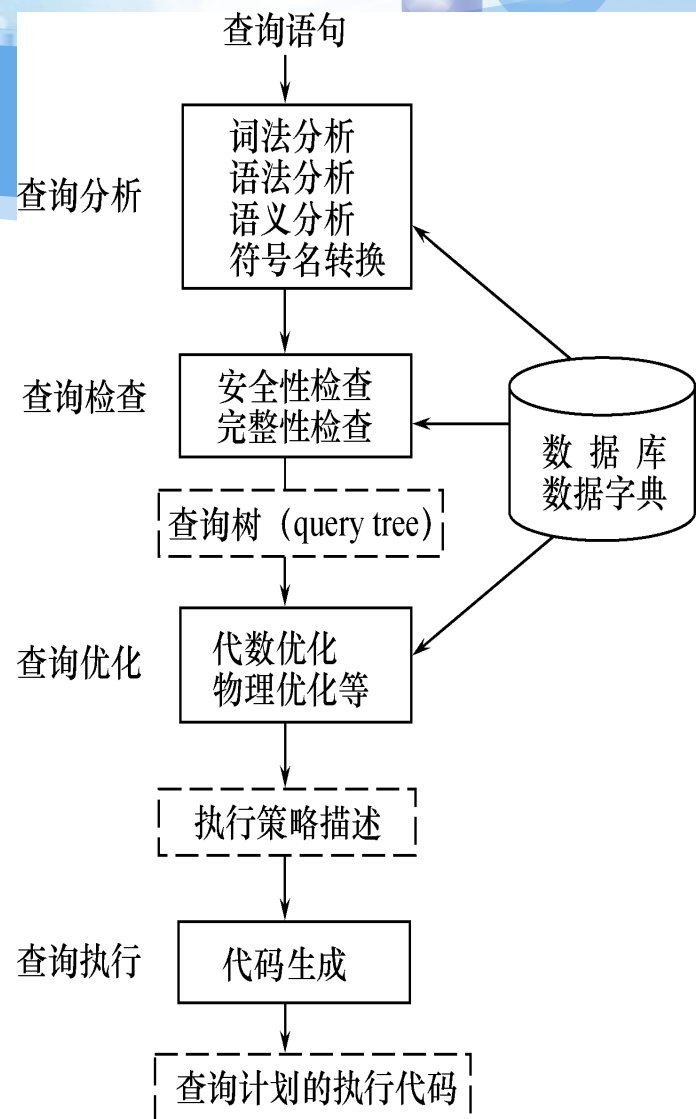 查询语句
查询分析
词法分析
语法分析
语义分析
符号名转换
查询检查
安全性检查
完整性检查
数据库
数据字典
查询树（query tree）
查询优化
代数优化
物理优化等
执行策略描述
查询执行
代码生成
查询计划的执行代码